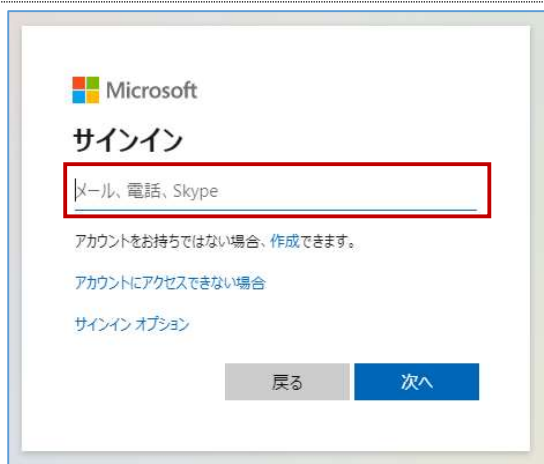 Microsoft
サインイン
メール、電話、Skype
アカウントをお持ちではない場合、作成できます。
アカウントにアクセスできない場合
サインイン オプション
戻る
次へ